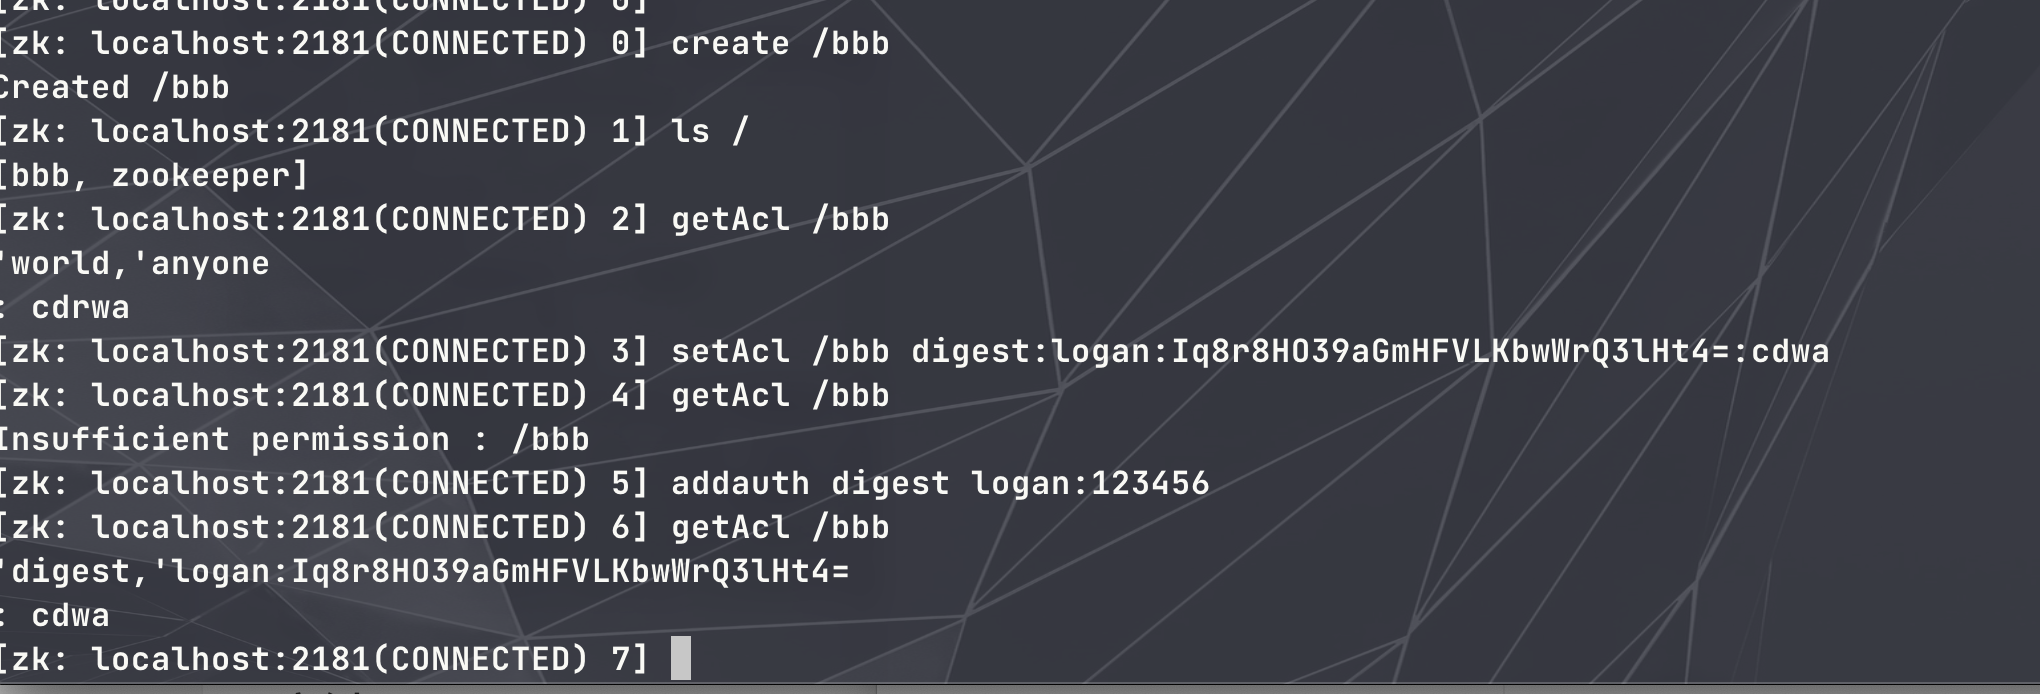 [zk: localhost:2181(CONNECTED) 0]
[zk: localhost:2181(CONNECTED) 0] create /bbb
Created /bbb
[zk: localhost:2181(CONNECTED) 1] ls /
[bbb, zookeeper]
[zk: localhost:2181(CONNECTED) 2] getAcl /bbb
'world,'anyone
: cdrwa
[zk: localhost:2181(CONNECTED) 3] setAcl /bbb digest:logan:Iq8r8HO39aGmHFVLKbwWrQ3lHt4=:cdwa
[zk: localhost:2181(CONNECTED) 4] getAcl /bbb
Insufficient permission : /bbb
[zk: localhost:2181(CONNECTED) 5] addauth digest logan:123456
[zk: localhost:2181(CONNECTED) 6] getAcl /bbb
'digest,'logan:Iq8r8HO39aGmHFVLKbwWrQ3lHt4=
: cdwa
[zk: localhost:2181(CONNECTED) 7]